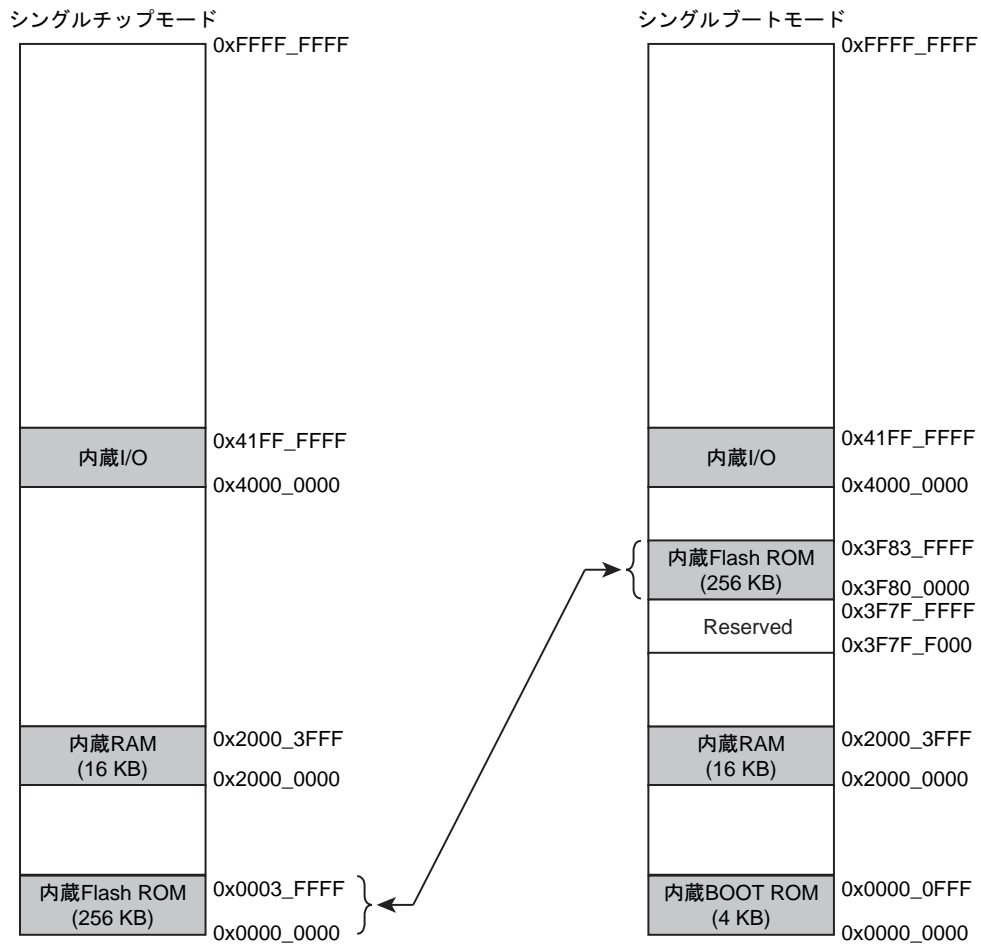 シングルチップモード
0xFFFF_FFFF
内蔵I/O
0x41FF_FFFF
0x4000_0000
内蔵RAM
(16 KB)
0x2000_3FFF
0x2000_0000
内蔵Flash ROM
(256 KB)
0x0003_FFFF
0x0000_0000
シングルブートモード
0xFFFF_FFFF
内蔵I/O
0x41FF_FFFF
0x4000_0000
内蔵Flash ROM
(256 KB)
0x3F83_FFFF
0x3F80_0000
Reserved
0x3F7F_FFFF
0x3F7F_F000
内蔵RAM
(16 KB)
0x2000_3FFF
0x2000_0000
内蔵BOOT ROM
(4 KB)
0x0000_0FFF
0x0000_0000